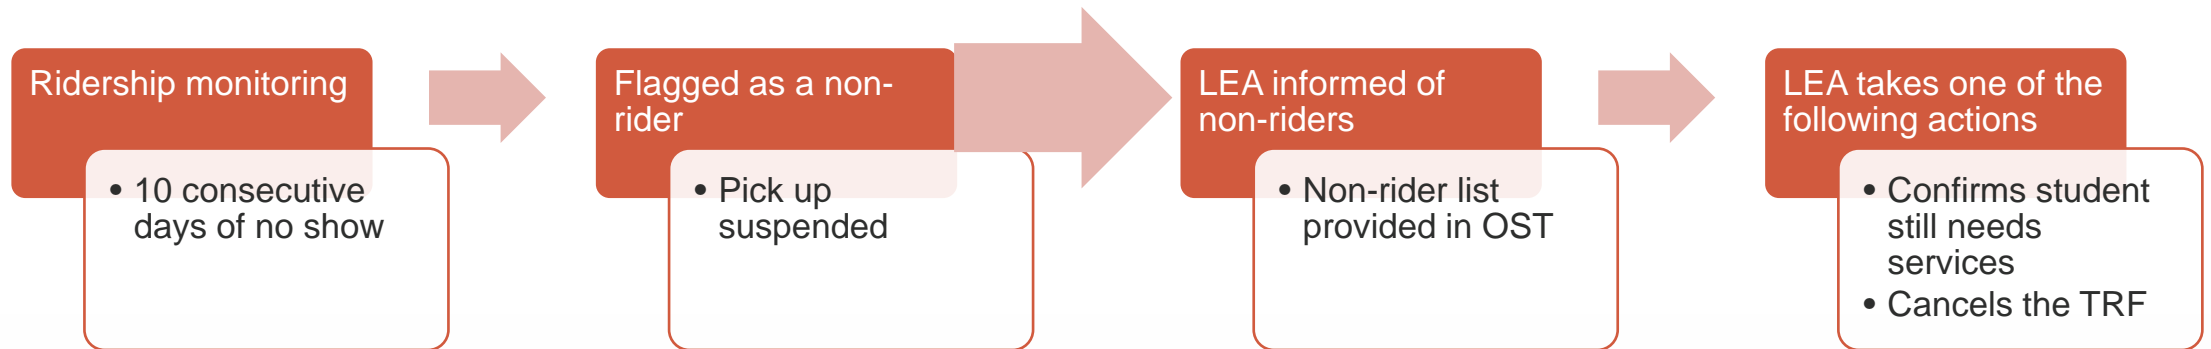 Ridership monitoring
• 10 consecutive
days of no show
Flagged as a non-
rider
• Pick up
suspended
LEA informed of
non-riders
• Non-rider list
provided in OST
LEA takes one of the
following actions
• Confirms student
still needs
services
• Cancels the TRF